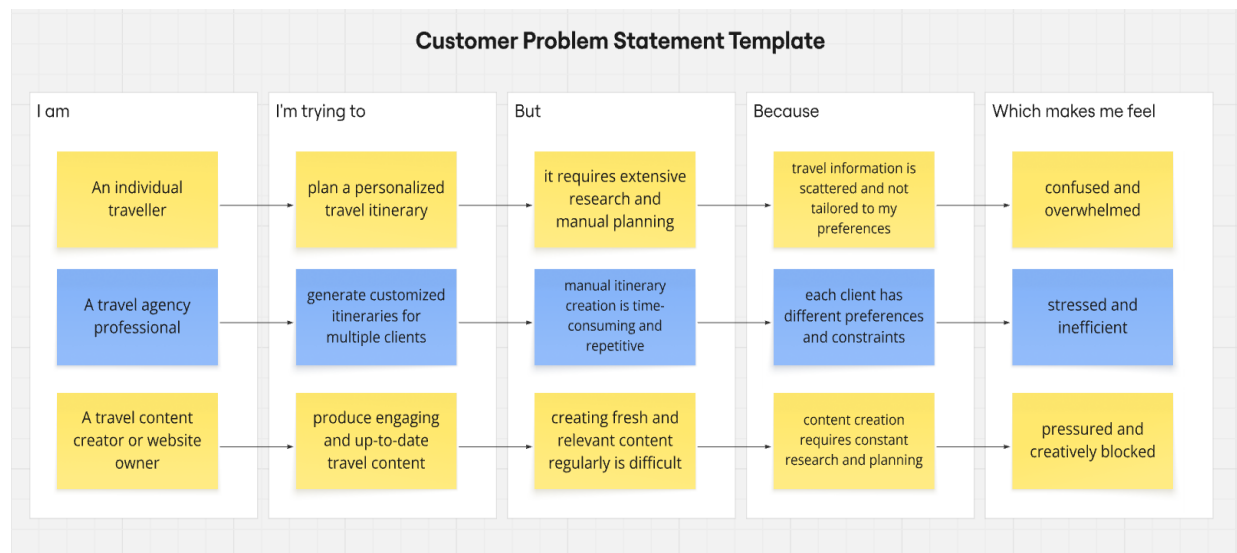 Customer Problem Statement Template
I am
I'm trying to
But
Because
Which makes me feel
An individual
traveller
plan a personalized
travel itinerary
it requires extensive
research and
manual planning
travel information is
scattered and not
tailored to my
preferences
confused and
overwhelmed
A travel agency
professional
generate customized
itineraries for
multiple clients
manual itinerary
creation is time-
consuming and
repetitive
each client has
different preferences
and constraints
stressed and
inefficient
A travel content
creator or website
owner
produce engaging
and up-to-date
travel content
creating fresh and
relevant content
regularly is difficult
content creation
requires constant
research and planning
pressured and
creatively blocked